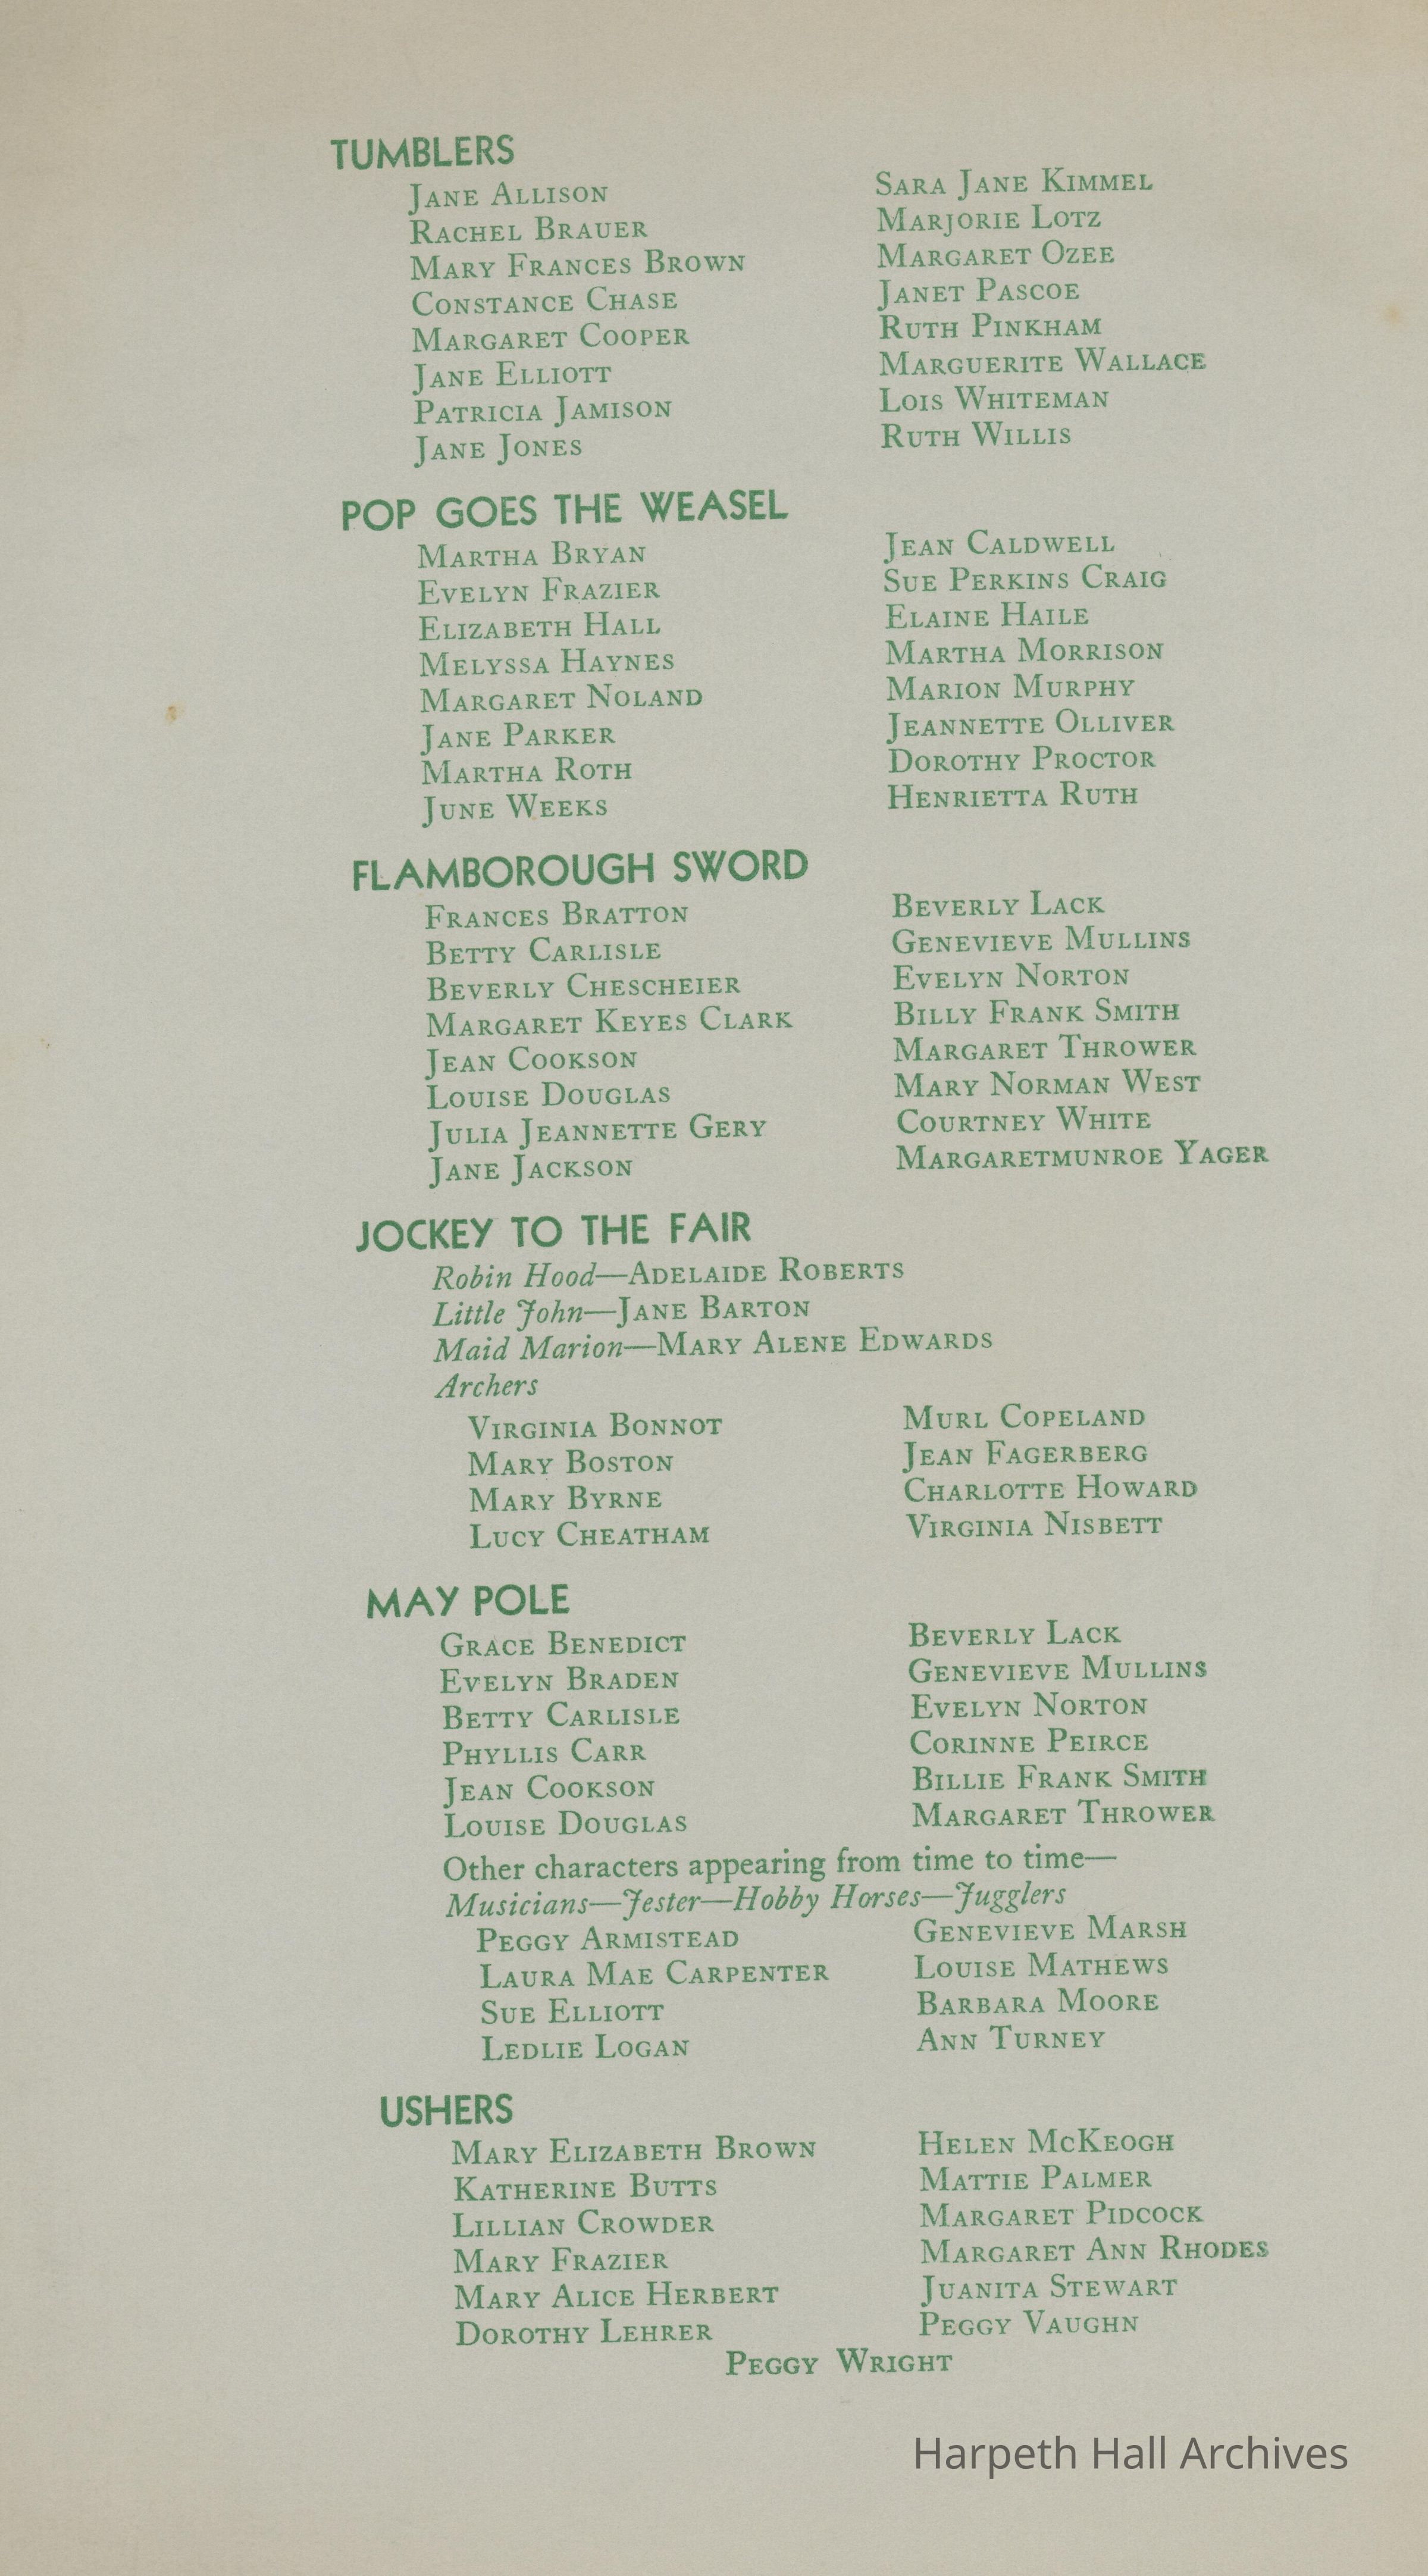 TUMBLERS
Jane Allison
Rachel Brauer
Mary Frances Brown
Constance Chase
Margaret Cooper
Jane Elliott
Patricia Jamison
Jane Jones
Sara Jane Kimmel
Marjorie Lotz
Margaret Ozee
Janet Pascoe
Ruth Pinkham
Marguerite Wallace
Lois Whiteman
Ruth Willis
POP GOES THE WEASEL
Martha Bryan
Evelyn Frazier
Elizabeth Hall
Melyssa Haynes
Margaret Noland
Jane Parker
Martha Roth
June Weeks
Jean Caldwell
Sue Perkins Craig
Elaine Haile
Martha Morrison
Marion Murphy
Jeannette Olliver
Dorothy Proctor
Henrietta Ruth
FLAMBOROUGH SWORD
Frances Bratton
Betty Carlisle
Beverly Chescheier
Margaret Keyes Clark
Jean Cookson
Louise Douglas
Julia Jeannette Gery
Jane Jackson
Beverly Lack
Genevieve Mullins
Evelyn Norton
Billy Frank Smith
Margaret Thrower
Mary Norman West
Courtney White
Margaretmunroe Yager
JOCKEY TO THE FAIR
Robin Hood—Adelaide Roberts
Little John—Jane Barton
Maid Marion—Mary Alene Edwards
Archers
Virginia Bonnot
Mary Boston
Mary Byrne
Lucy Cheatham
Murl Copeland
Jean Fagerberg
Charlotte Howard
Virginia Nisbett
MAY POLE
Grace Benedict
Evelyn Braden
Betty Carlisle
Phyllis Carr
Jean Cookson
Louise Douglas
Beverly Lack
Genevieve Mullins
Evelyn Norton
Corinne Peirce
Billie Frank Smith
Margaret Thrower
Other characters appearing from time to time—
Musicians—Jester—Hobby Horses—Jugglers
Peggy Armistead
Laura Mae Carpenter
Sue Elliott
Ledlie Logan
Genevieve Marsh
Louise Mathews
Barbara Moore
Ann Turney
USHERS
Mary Elizabeth Brown
Katherine Butts
Lillian Crowder
Mary Frazier
Mary Alice Herbert
Dorothy Lehrer
Helen McKeogh
Mattie Palmer
Margaret Pidcock
Margaret Ann Rhodes
Juanita Stewart
Peggy Vaughn
Peggy Wright
Harpeth Hall Archives